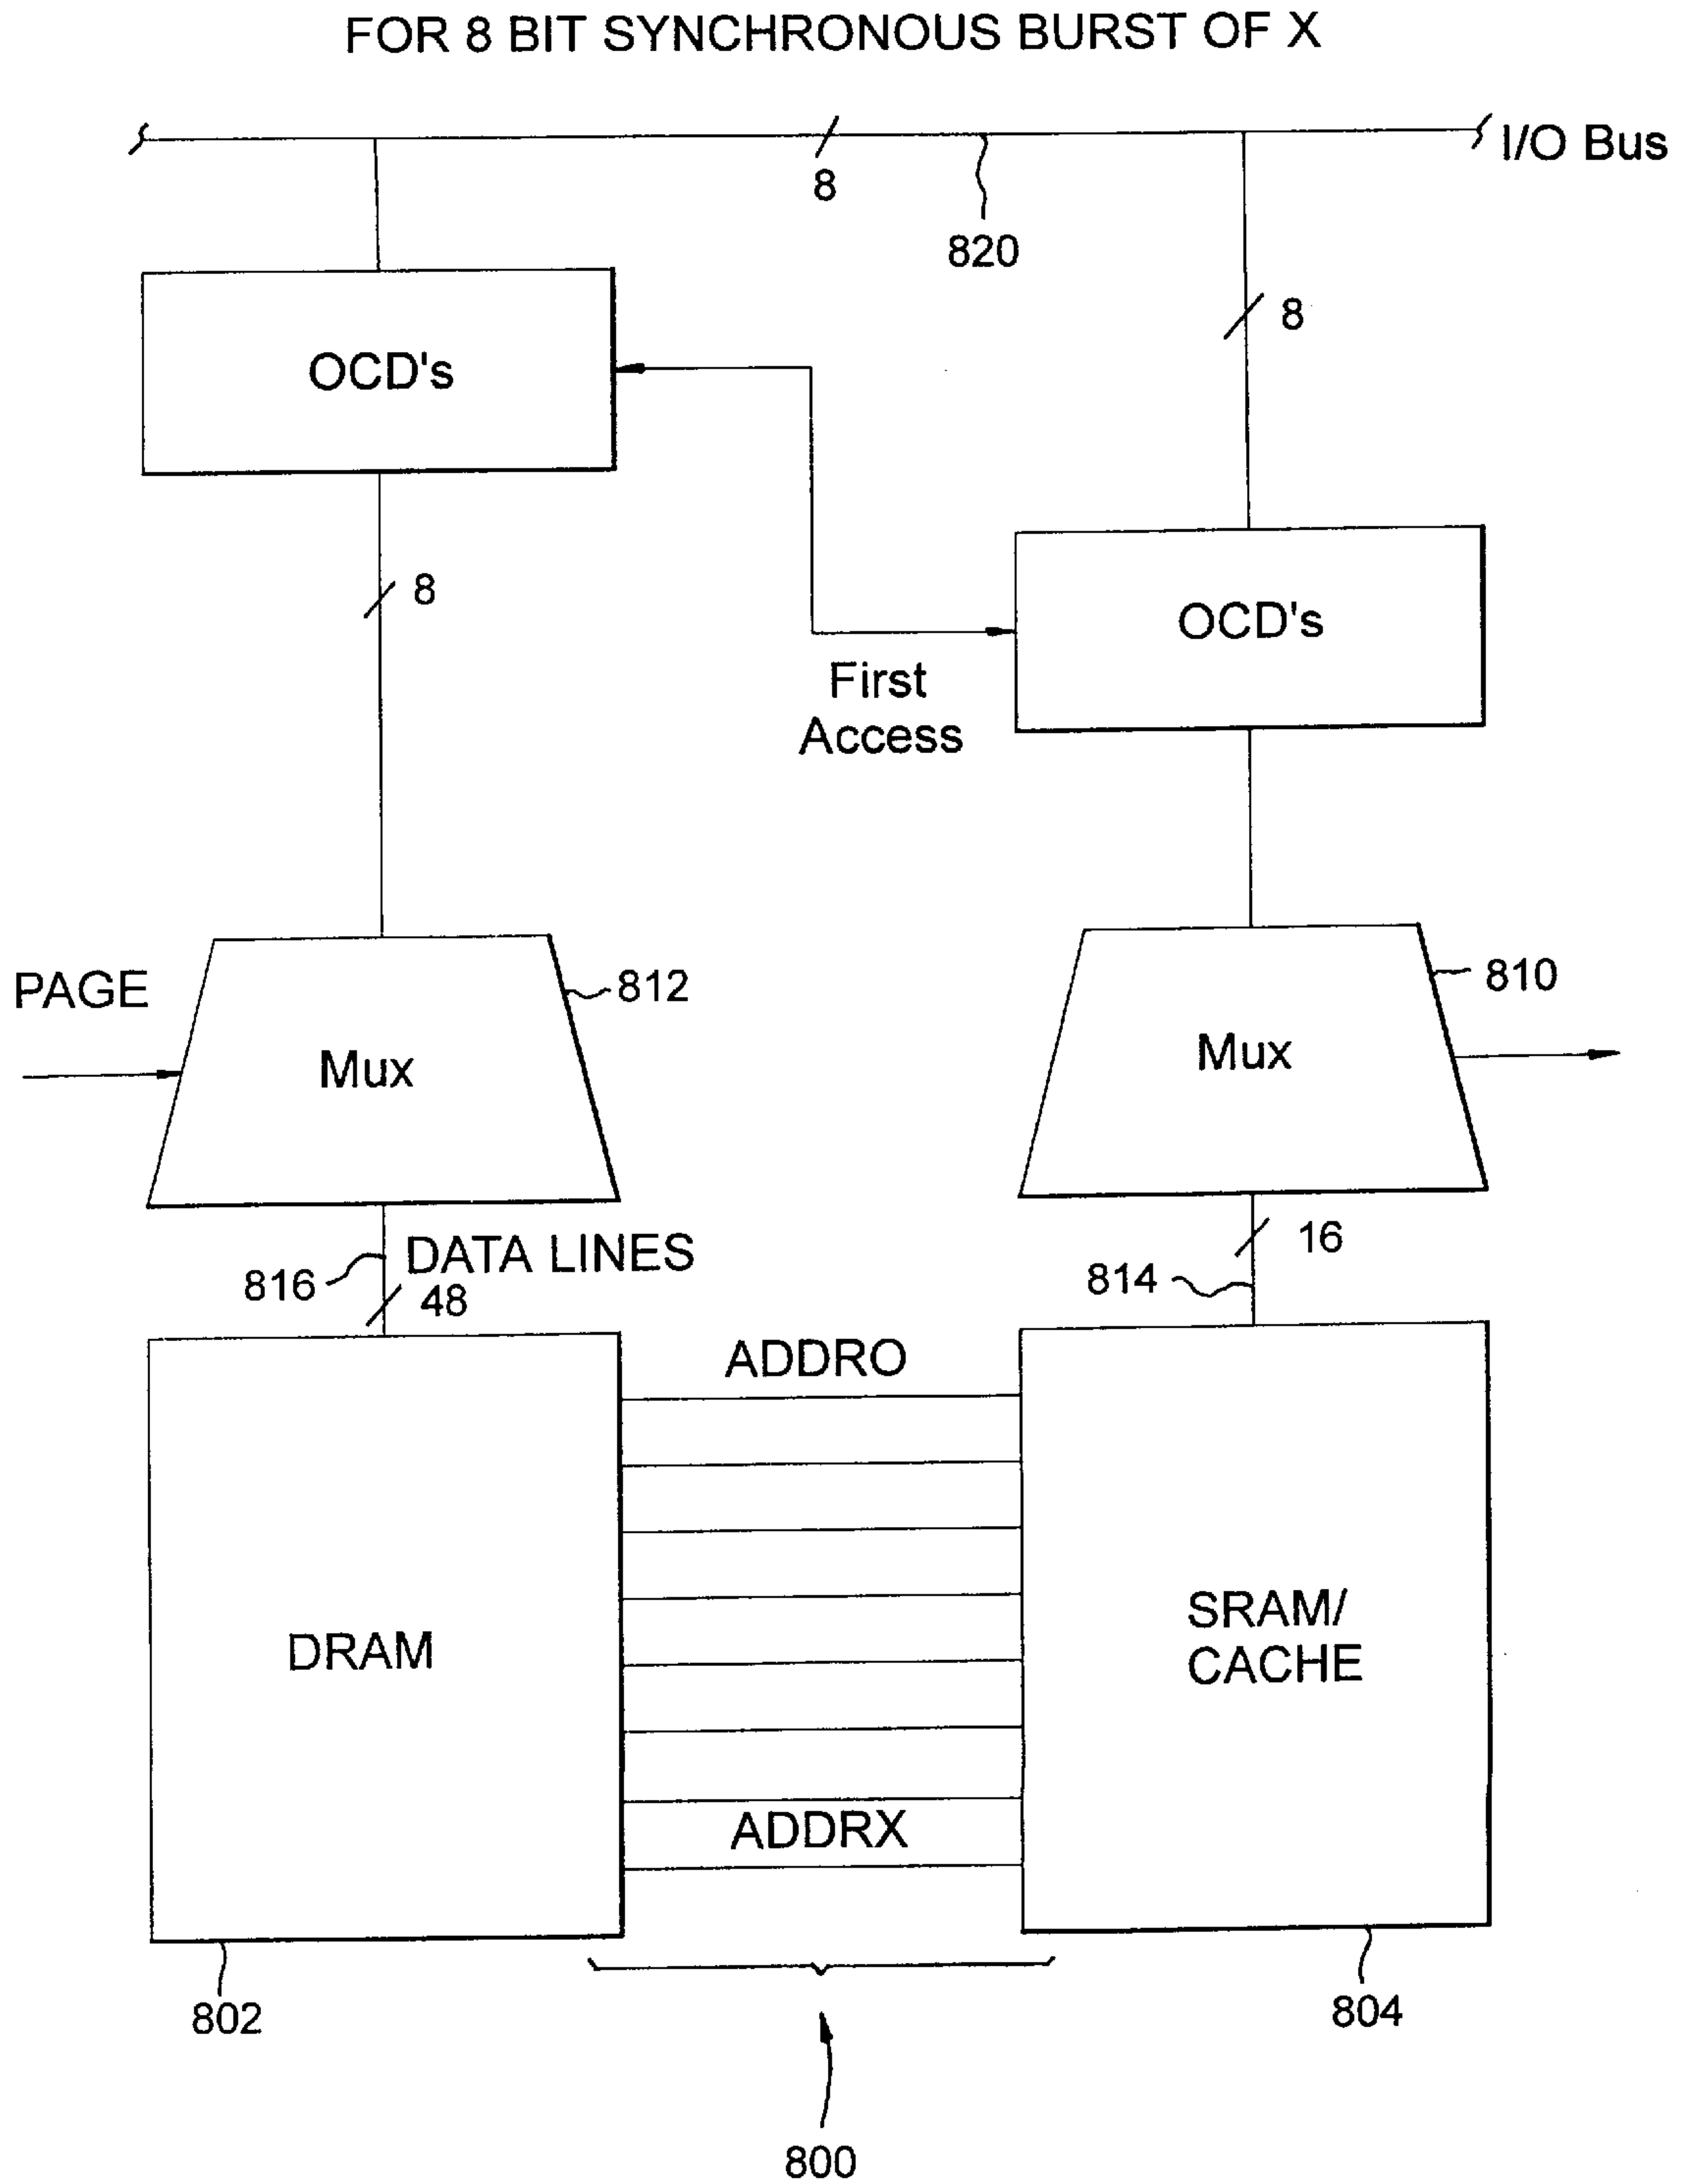 FOR 8 BIT SYNCHRONOUS BURST OF X
I/O Bus
8
820
8
OCD's
8
OCD's
First
Access
PAGE
812
Mux
810
Mux
816
DATA LINES
48
16
814
ADDRO
DRAM
SRAM/
CACHE
ADDRX
802
804
800